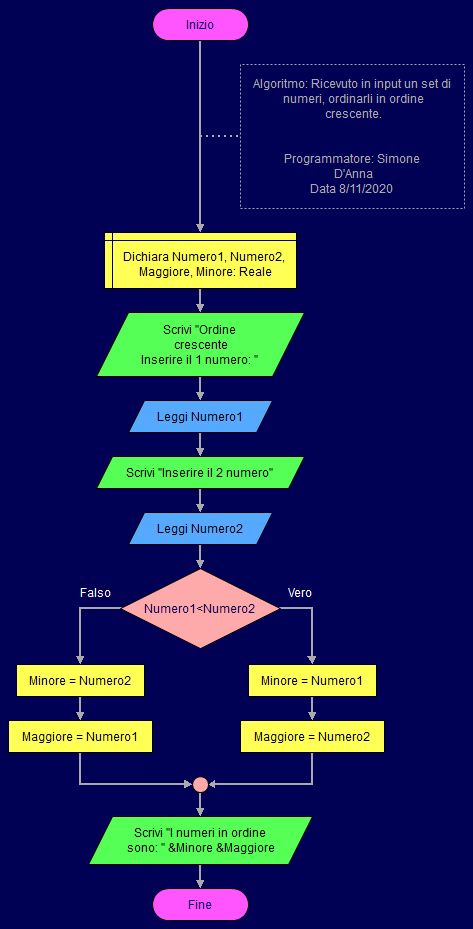 Inizio
Algoritmo: Ricevuto in input un set di
numeri, ordinarli in ordine
crescente.
Programmatore: Simone
D'Anna
Data 8/11/2020
Dichiara Numero1, Numero2,
Maggiore, Minore: Reale
Scrivi "Ordine
crescente
Inserire il 1 numero: "
Leggi Numero1
Scrivi "Inserire il 2 numero"
Leggi Numero2
Falso
Vero
Numero1<Numero2
Minore = Numero2
Minore = Numero1
Maggiore = Numero1
Maggiore = Numero2
Scrivi "I numeri in ordine
sono: " &Minore &Maggiore
Fine